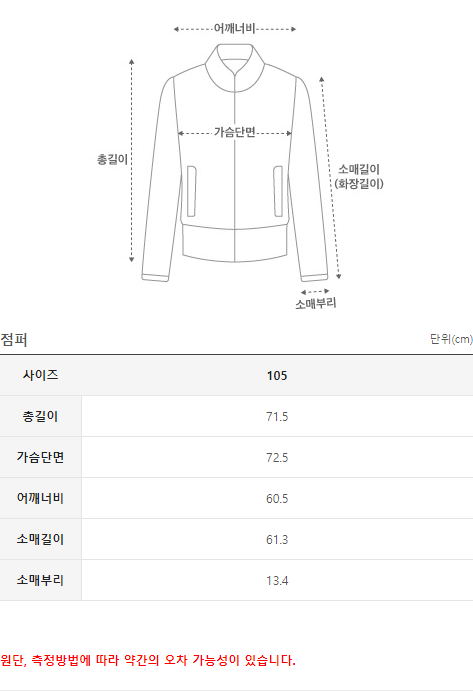 어깨너비
가슴단면
총길이
소매길이
(화장길이)
소매부리
점퍼 단위(cm)
사이즈 105
총길이 71.5
가슴단면 72.5
어깨너비 60.5
소매길이 61.3
소매부리 13.4
원단, 측정방법에 따라 약간의 오차 가능성이 있습니다.